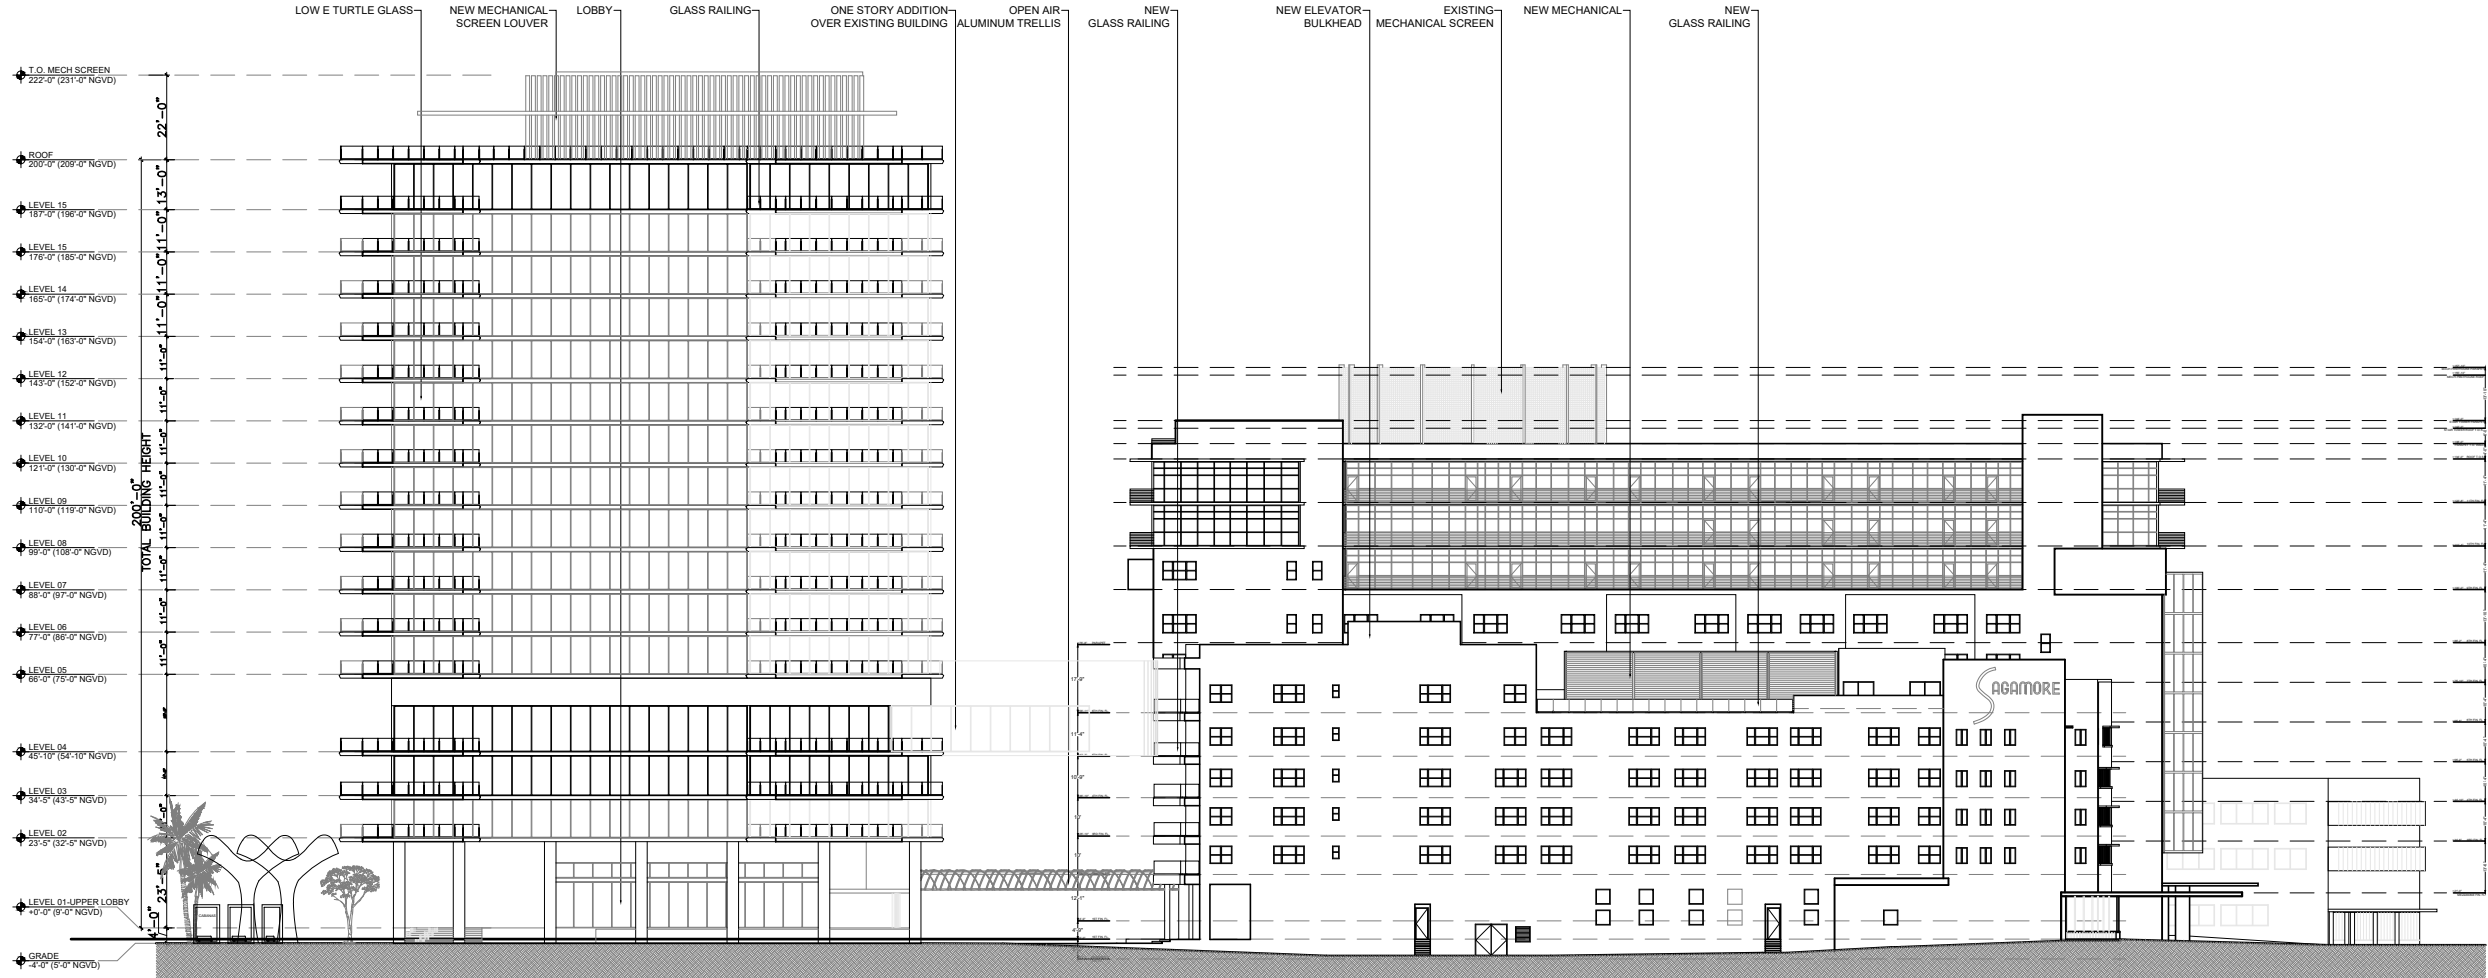 LOW E TURTLE GLASS
NEW MECHANICAL
SCREEN LOUVER
LOBBY
GLASS RAILING
ONE STORY ADDITION
OVER EXISTING BUILDING
OPEN AIR
ALUMINUM TRELLIS
NEW
GLASS RAILING
NEW ELEVATOR
BULKHEAD
EXISTING
MECHANICAL SCREEN
NEW MECHANICAL
NEW
GLASS RAILING
T.O. MECH SCREEN
222'-0" (231'-0" NGVD)
22'-0"
ROOF
200'-0" (209'-0" NGVD)
13'-0"
LEVEL 15
187'-0" (196'-0" NGVD)
11'-0"
LEVEL 15
176'-0" (185'-0" NGVD)
11'-0"
LEVEL 14
165'-0" (174'-0" NGVD)
11'-0"
LEVEL 13
154'-0" (163'-0" NGVD)
11'-0"
LEVEL 12
143'-0" (152'-0" NGVD)
11'-0"
LEVEL 11
132'-0" (141'-0" NGVD)
11'-0"
LEVEL 10
121'-0" (130'-0" NGVD)
11'-0"
LEVEL 09
110'-0" (119'-0" NGVD)
11'-0"
LEVEL 08
99'-0" (108'-0" NGVD)
11'-0"
LEVEL 07
88'-0" (97'-0" NGVD)
11'-0"
LEVEL 06
77'-0" (86'-0" NGVD)
11'-0"
LEVEL 05
66'-0" (75'-0" NGVD)
200'-0"
TOTAL BUILDING HEIGHT
LEVEL 04
45'-10" (54'-10" NGVD)
LEVEL 03
34'-5" (43'-5" NGVD)
LEVEL 02
23'-5" (32'-5" NGVD)
23'-5"
LEVEL 01-UPPER LOBBY
+0'-0" (9'-0" NGVD)
4'-0"
GRADE
-4'-0" (5'-0" NGVD)
17'-9"
11'-4"
10'-9"
12'-1"
4'-9"
SAGAMORE